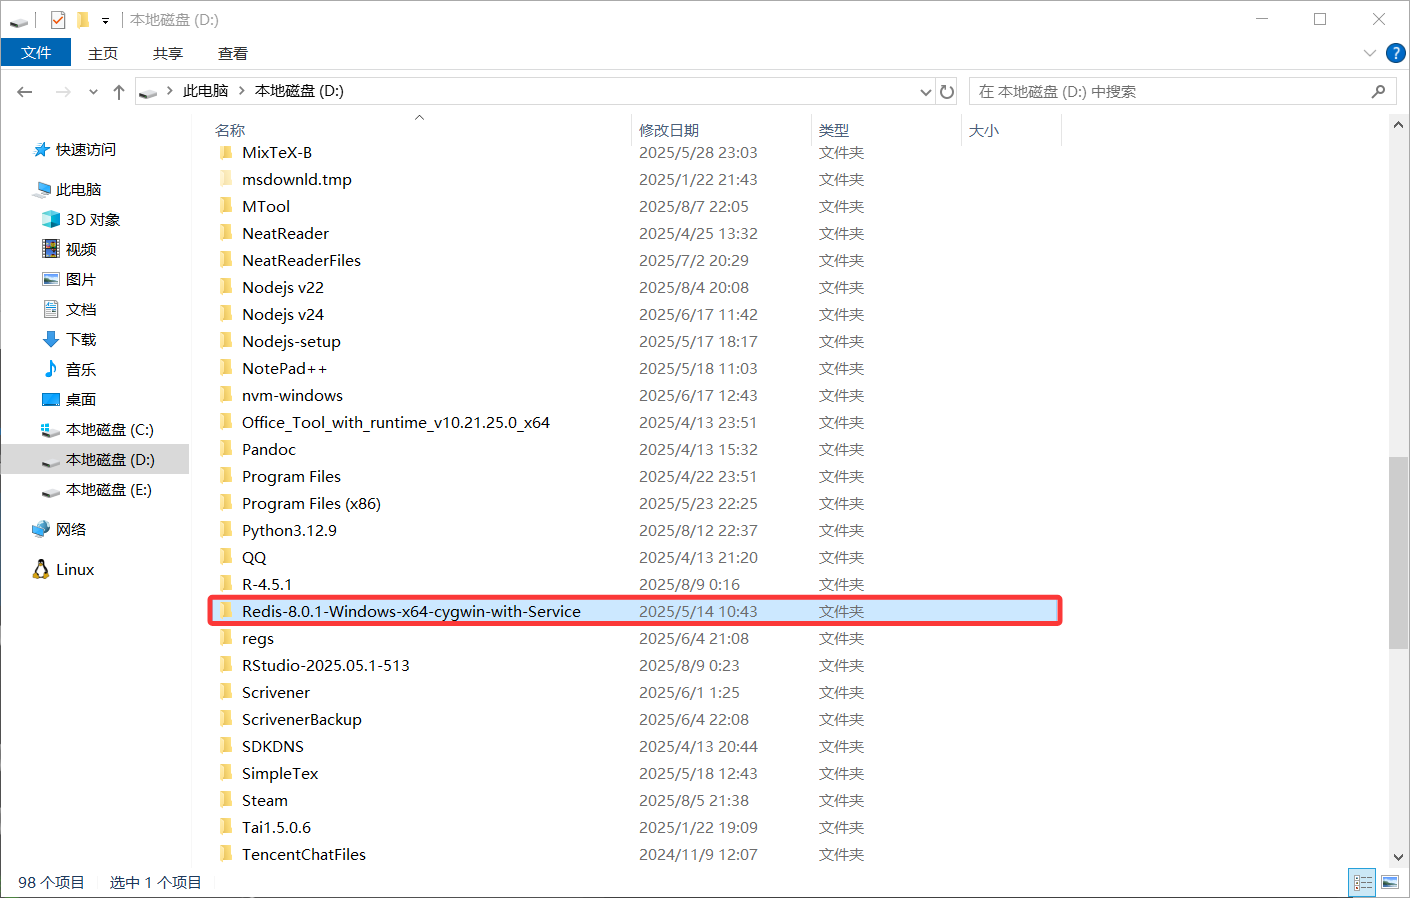 本地磁盘 (D:)
文件 主页 共享 查看
此电脑 本地磁盘 (D:) 在 本地磁盘 (D:) 中搜索
快速访问
此电脑
3D 对象
视频
图片
文档
下载
音乐
桌面
本地磁盘 (C:)
本地磁盘 (D:)
本地磁盘 (E:)
网络
Linux
名称 修改日期 类型 大小
MixTeX-B 2025/5/28 23:03 文件夹
msdownld.tmp 2025/1/22 21:43 文件夹
MTool 2025/8/7 22:05 文件夹
NeatReader 2025/4/25 13:32 文件夹
NeatReaderFiles 2025/7/2 20:29 文件夹
Nodejs v22 2025/8/4 20:08 文件夹
Nodejs v24 2025/6/17 11:42 文件夹
Nodejs-setup 2025/5/17 18:17 文件夹
NotePad++ 2025/5/18 11:03 文件夹
nvm-windows 2025/6/17 12:43 文件夹
Office_Tool_with_runtime_v10.21.25.0_x64 2025/4/13 23:51 文件夹
Pandoc 2025/4/13 15:32 文件夹
Program Files 2025/4/22 23:51 文件夹
Program Files (x86) 2025/5/23 22:25 文件夹
Python3.12.9 2025/8/12 22:37 文件夹
QQ 2025/4/13 21:20 文件夹
R-4.5.1 2025/8/9 0:16 文件夹
Redis-8.0.1-Windows-x64-cygwin-with-Service 2025/5/14 10:43 文件夹
regs 2025/6/4 21:08 文件夹
RStudio-2025.05.1-513 2025/8/9 0:23 文件夹
Scrivener 2025/6/1 1:25 文件夹
ScrivenerBackup 2025/6/4 22:08 文件夹
SDKDNS 2025/4/13 20:44 文件夹
SimpleTex 2025/5/18 12:43 文件夹
Steam 2025/8/5 21:38 文件夹
Tai1.5.0.6 2025/1/22 19:09 文件夹
TencentChatFiles 2024/11/9 12:07 文件夹
98 个项目 选中 1 个项目